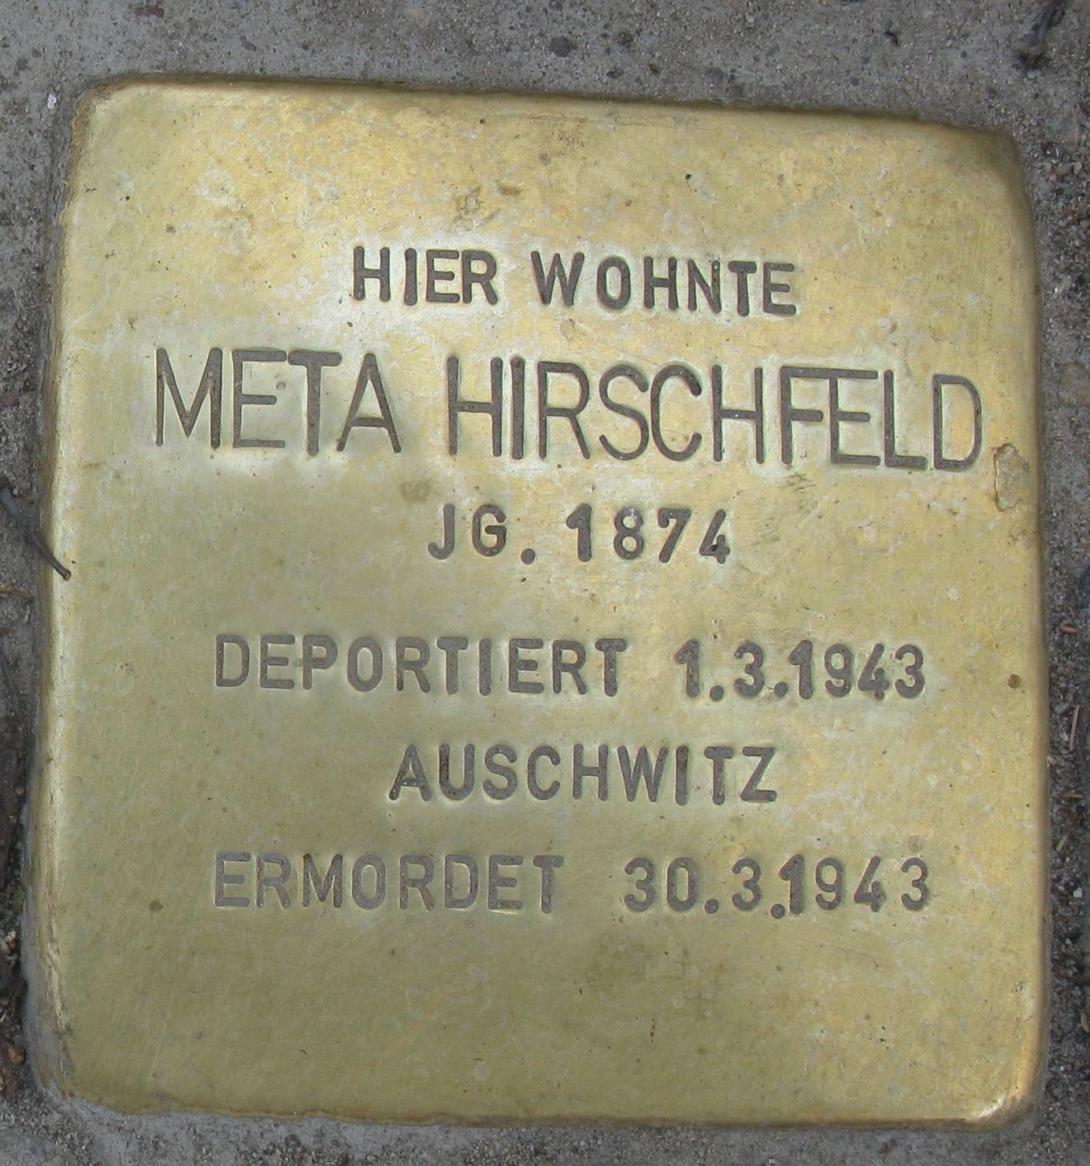 HIER WOHNTE
META HIRSCHFELD
JG. 1874
DEPORTIERT 1.3.1943
AUSCHWITZ
ERMORDET 30.3.1943